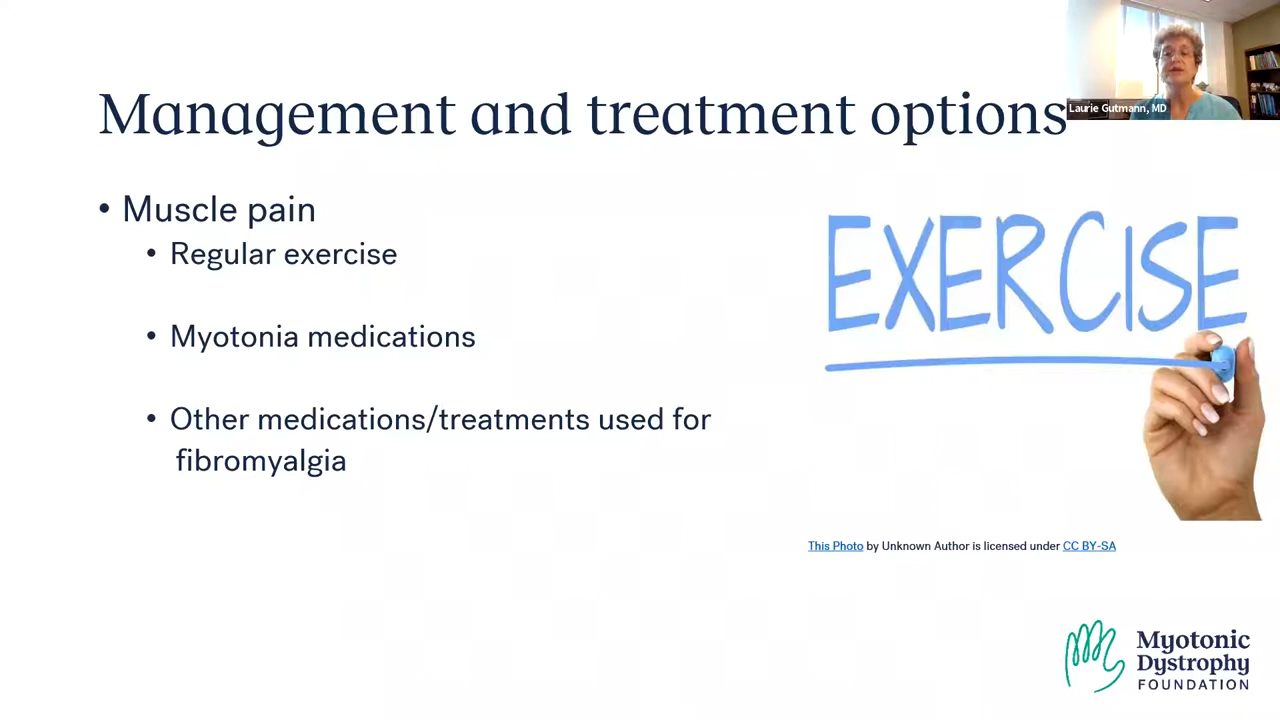 Laurie Gutmann, MD
Management and treatment options
• Muscle pain
• Regular exercise
• Myotonia medications
• Other medications/treatments used for
fibromyalgia
EXERCISE
This Photo by Unknown Author is licensed under CC BY-SA
Myotonic
Dystrophy
FOUNDATION